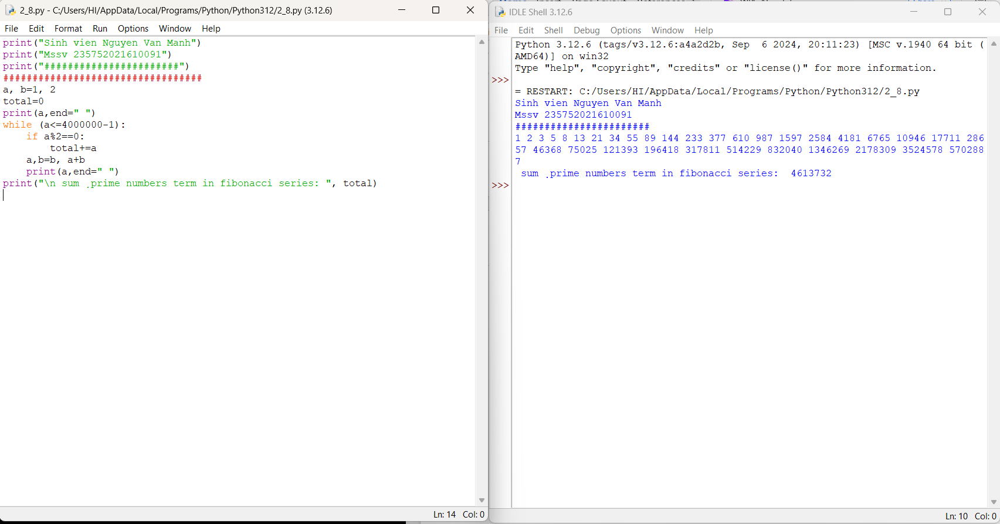 2_8.py - C:/Users/HI/AppData/Local/Programs/Python/Python312/2_8.py (3.12.6)
File Edit Format Run Options Window Help
print("Sinh vien Nguyen Van Manh")
print("Mssv 235752021610091")
print("#######################")
##################################
a, b=1, 2
total=0
print(a,end=" ")
while (a<=4000000-1):
    if a%2==0:
        total+=a
    a,b=b, a+b
    print(a,end=" ")
print("\n sum .prime numbers term in fibonacci series: ", total)
Ln: 14 Col: 0
IDLE Shell 3.12.6
File Edit Shell Debug Options Window Help
Python 3.12.6 (tags/v3.12.6:a4a2d2b, Sep  6 2024, 20:11:23) [MSC v.1940 64 bit (
AMD64)] on win32
Type "help", "copyright", "credits" or "license()" for more information.
>>>
= RESTART: C:/Users/HI/AppData/Local/Programs/Python/Python312/2_8.py
Sinh vien Nguyen Van Manh
Mssv 235752021610091
#######################
1 2 3 5 8 13 21 34 55 89 144 233 377 610 987 1597 2584 4181 6765 10946 17711 286
57 46368 75025 121393 196418 317811 514229 832040 1346269 2178309 3524578 570288
7
 sum .prime numbers term in fibonacci series:  4613732
>>>
Ln: 10 Col: 0